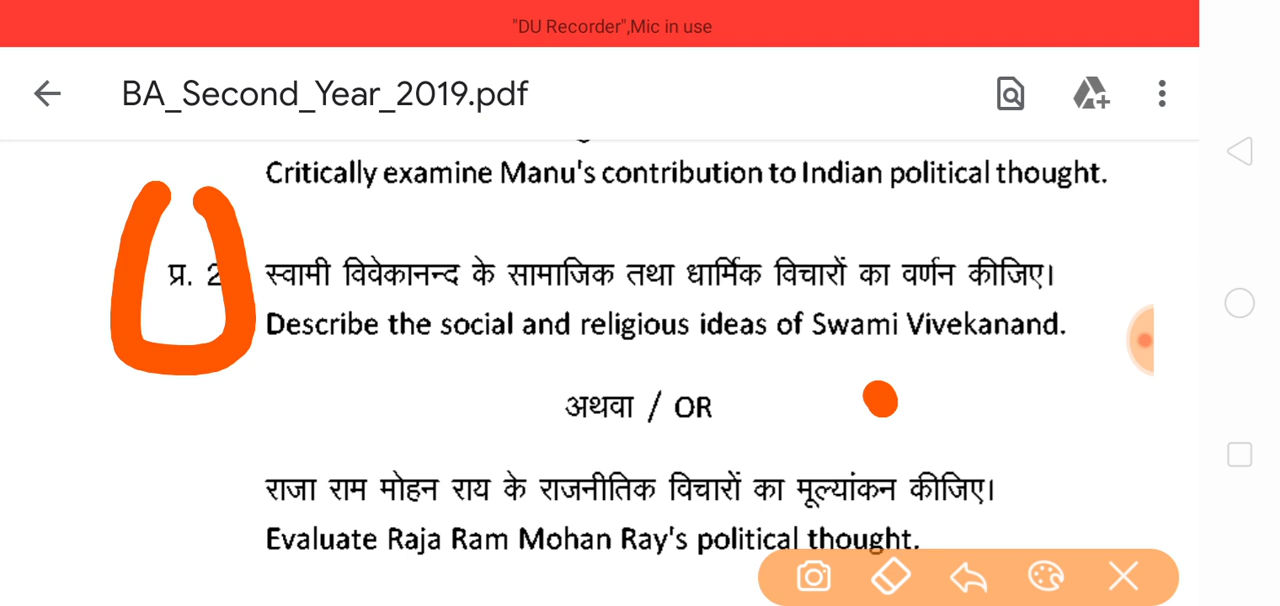 "DU Recorder",Mic in use
BA_Second_Year_2019.pdf
Critically examine Manu's contribution to Indian political thought.
प्र. 2 स्वामी विवेकानन्द के सामाजिक तथा धार्मिक विचारों का वर्णन कीजिए।
Describe the social and religious ideas of Swami Vivekanand.
अथवा / OR
राजा राम मोहन राय के राजनीतिक विचारों का मूल्यांकन कीजिए।
Evaluate Raja Ram Mohan Ray's political thought.